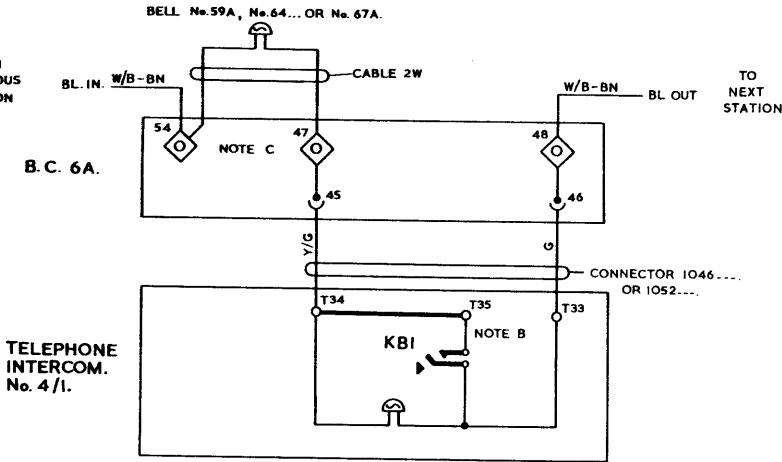 BELL No.59A, No.64... OR No. 67A.
OUS
ON
BL. IN.
W/B-BN
CABLE 2W
W/B-BN
BL OUT
TO
NEXT
STATION
54
NOTE C
47
48
B.C. 6A.
45
46
Y/G
G
CONNECTOR 1046----.
OR 1052---.
T34
T35
T33
NOTE B
KB1
TELEPHONE
INTERCOM.
No. 4/1.